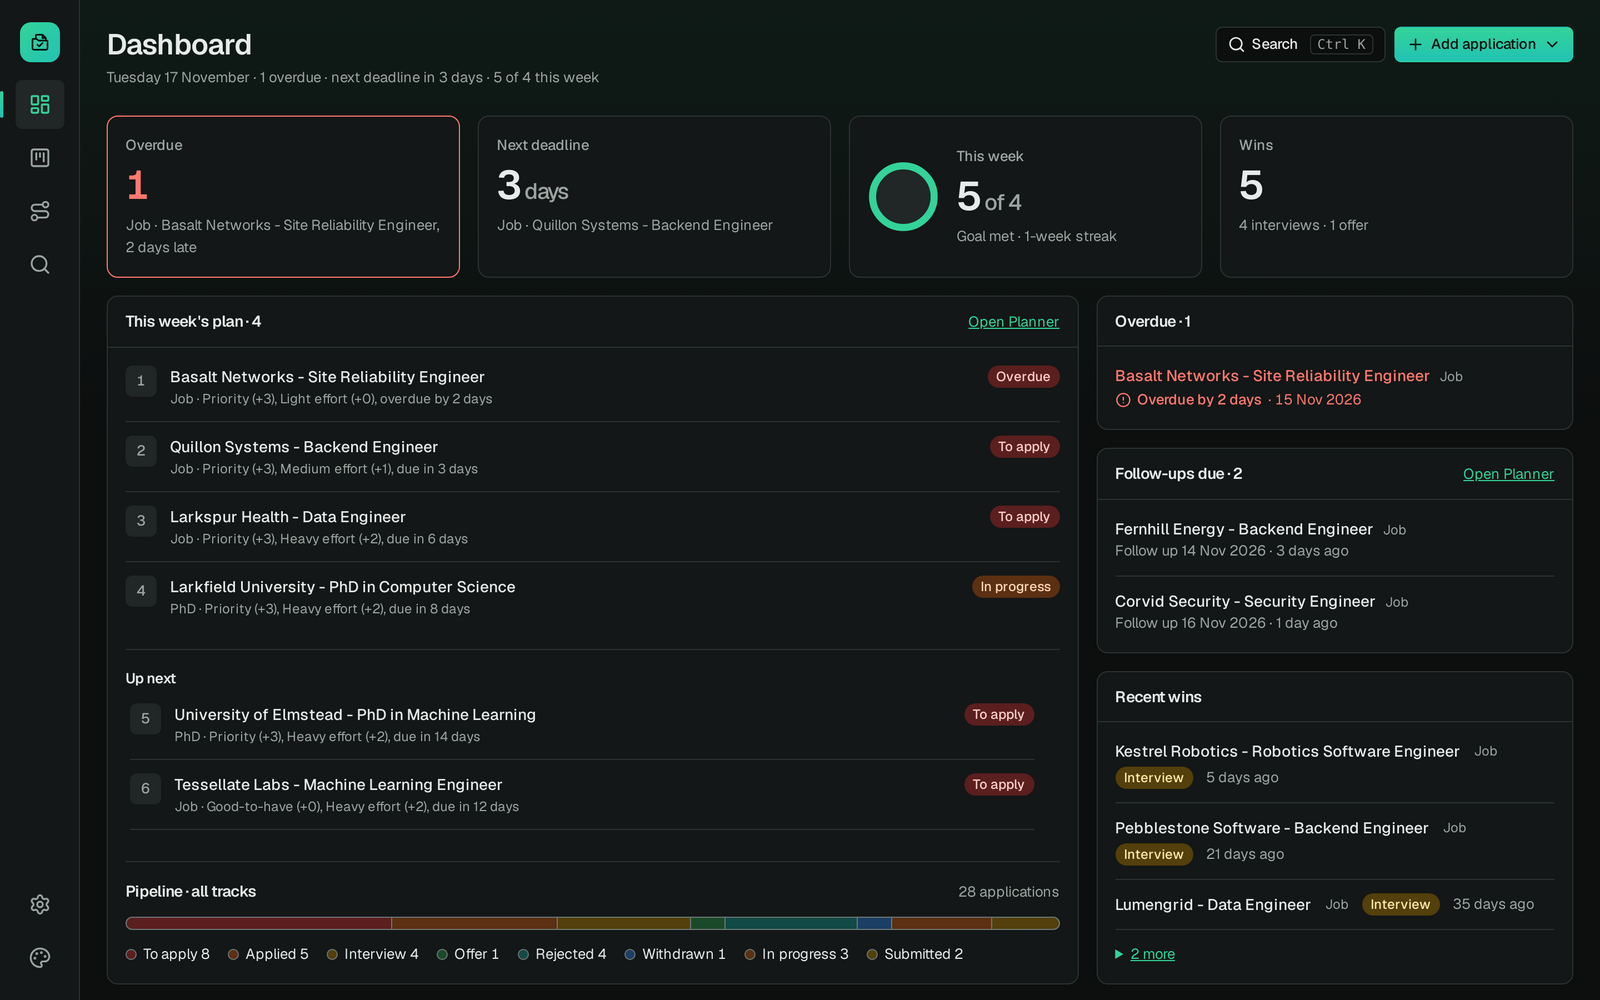 Dashboard
Tuesday 17 November · 1 overdue · next deadline in 3 days · 5 of 4 this week
Search Ctrl K
Add application
Overdue
1
Job · Basalt Networks - Site Reliability Engineer,
2 days late
Next deadline
3 days
Job · Quillon Systems - Backend Engineer
This week
5 of 4
Goal met · 1-week streak
Wins
5
4 interviews · 1 offer
This week's plan · 4
Open Planner
1
Basalt Networks - Site Reliability Engineer
Overdue
Job · Priority (+3), Light effort (+0), overdue by 2 days
2
Quillon Systems - Backend Engineer
To apply
Job · Priority (+3), Medium effort (+1), due in 3 days
3
Larkspur Health - Data Engineer
To apply
Job · Priority (+3), Heavy effort (+2), due in 6 days
4
Larkfield University - PhD in Computer Science
In progress
PhD · Priority (+3), Heavy effort (+2), due in 8 days
Up next
5
University of Elmstead - PhD in Machine Learning
To apply
PhD · Priority (+3), Heavy effort (+2), due in 14 days
6
Tessellate Labs - Machine Learning Engineer
To apply
Job · Good-to-have (+0), Heavy effort (+2), due in 12 days
Pipeline · all tracks
28 applications
To apply 8 Applied 5 Interview 4 Offer 1 Rejected 4 Withdrawn 1 In progress 3 Submitted 2
Overdue · 1
Basalt Networks - Site Reliability Engineer Job
Overdue by 2 days · 15 Nov 2026
Follow-ups due · 2
Open Planner
Fernhill Energy - Backend Engineer Job
Follow up 14 Nov 2026 · 3 days ago
Corvid Security - Security Engineer Job
Follow up 16 Nov 2026 · 1 day ago
Recent wins
Kestrel Robotics - Robotics Software Engineer Job
Interview 5 days ago
Pebblestone Software - Backend Engineer Job
Interview 21 days ago
Lumengrid - Data Engineer Job Interview 35 days ago
2 more